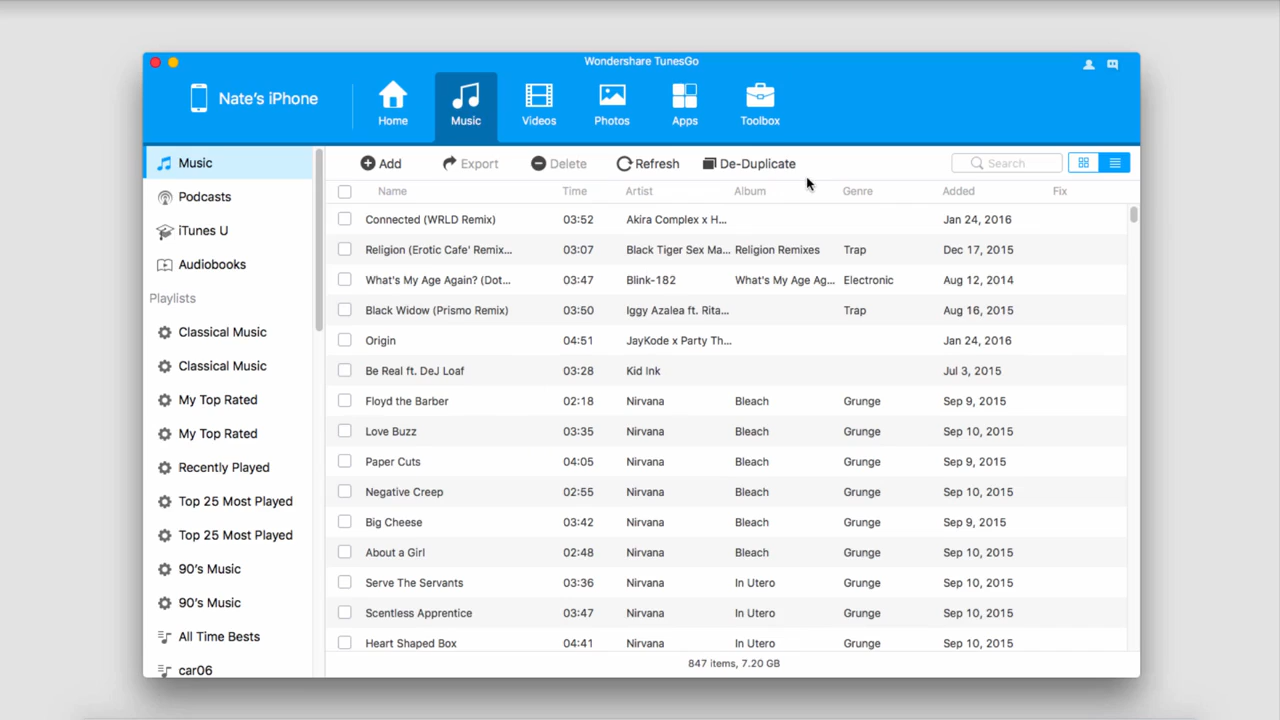 Wondershare TunesGo
Nate's iPhone
Home Music Videos Photos Apps Toolbox
Music
Podcasts
iTunes U
Audiobooks
Playlists
Classical Music
Classical Music
My Top Rated
My Top Rated
Recently Played
Top 25 Most Played
Top 25 Most Played
90's Music
90's Music
All Time Bests
car06
Add Export Delete Refresh De-Duplicate Search
Name Time Artist Album Genre Added Fix
Connected (WRLD Remix) 03:52 Akira Complex x H... Jan 24, 2016
Religion (Erotic Cafe' Remix... 03:07 Black Tiger Sex Ma... Religion Remixes Trap Dec 17, 2015
What's My Age Again? (Dot... 03:47 Blink-182 What's My Age Ag... Electronic Aug 12, 2014
Black Widow (Prismo Remix) 03:50 Iggy Azalea ft. Rita... Trap Aug 16, 2015
Origin 04:51 JayKode x Party Th... Jan 24, 2016
Be Real ft. DeJ Loaf 03:28 Kid Ink Jul 3, 2015
Floyd the Barber 02:18 Nirvana Bleach Grunge Sep 9, 2015
Love Buzz 03:35 Nirvana Bleach Grunge Sep 10, 2015
Paper Cuts 04:05 Nirvana Bleach Grunge Sep 9, 2015
Negative Creep 02:55 Nirvana Bleach Grunge Sep 10, 2015
Big Cheese 03:42 Nirvana Bleach Grunge Sep 9, 2015
About a Girl 02:48 Nirvana Bleach Grunge Sep 10, 2015
Serve The Servants 03:36 Nirvana In Utero Grunge Sep 10, 2015
Scentless Apprentice 03:47 Nirvana In Utero Grunge Sep 10, 2015
Heart Shaped Box 04:41 Nirvana In Utero Grunge Sep 10, 2015
847 items, 7.20 GB